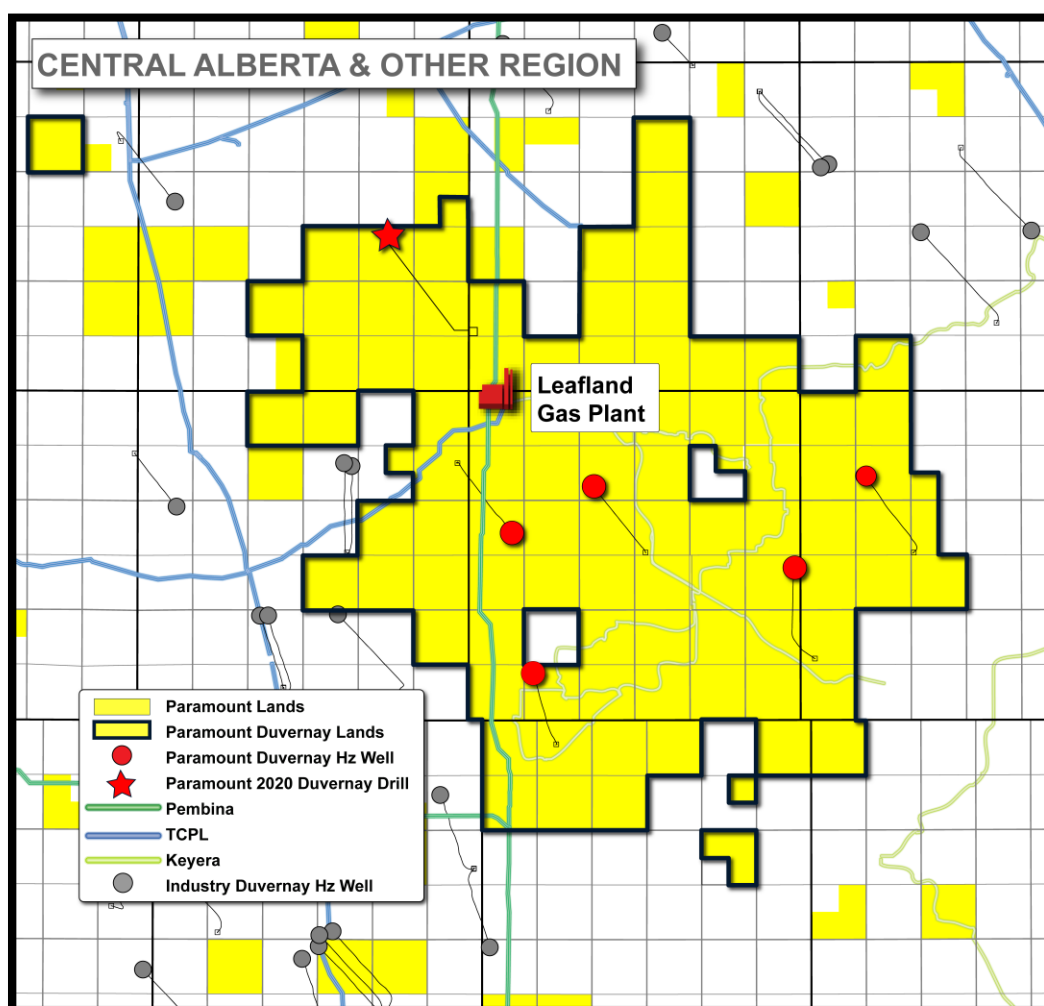 CENTRAL ALBERTA & OTHER REGION
Leafland
Gas Plant
Paramount Lands
Paramount Duvernay Lands
Paramount Duvernay Hz Well
Paramount 2020 Duvernay Drill
Pembina
TCPL
Keyera
Industry Duvernay Hz Well